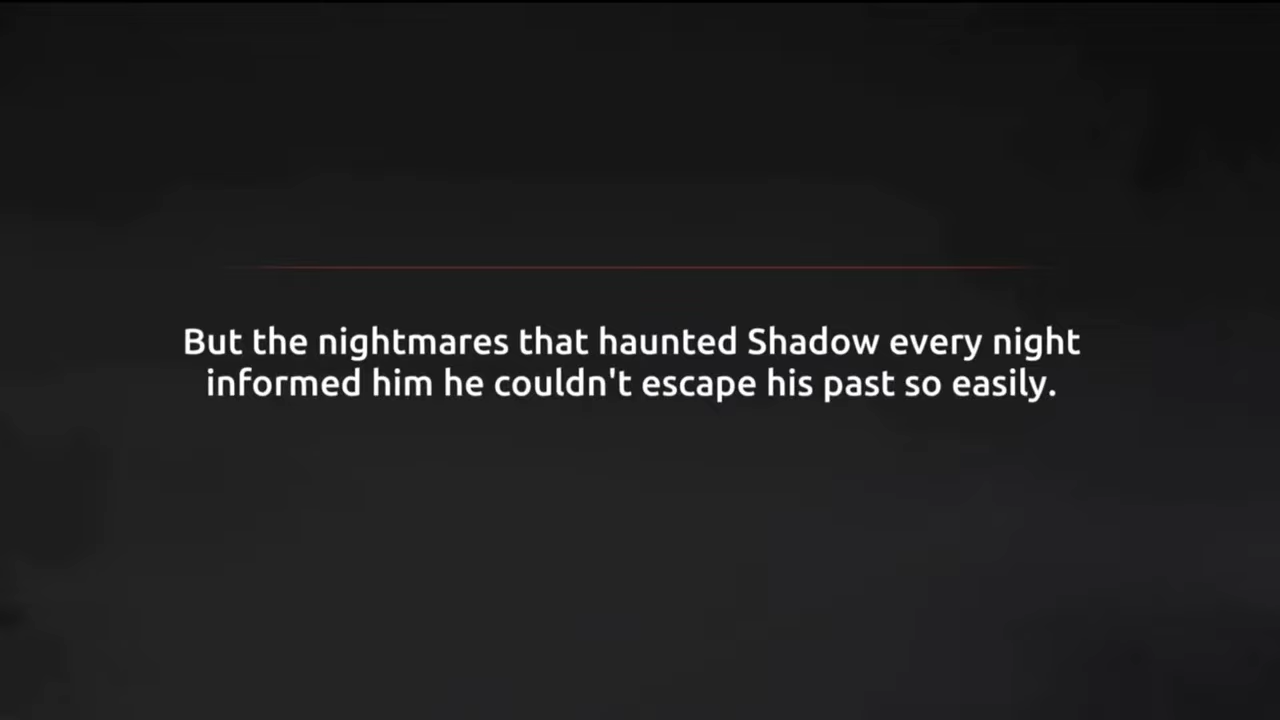 But the nightmares that haunted Shadow every night
informed him he couldn't escape his past so easily.